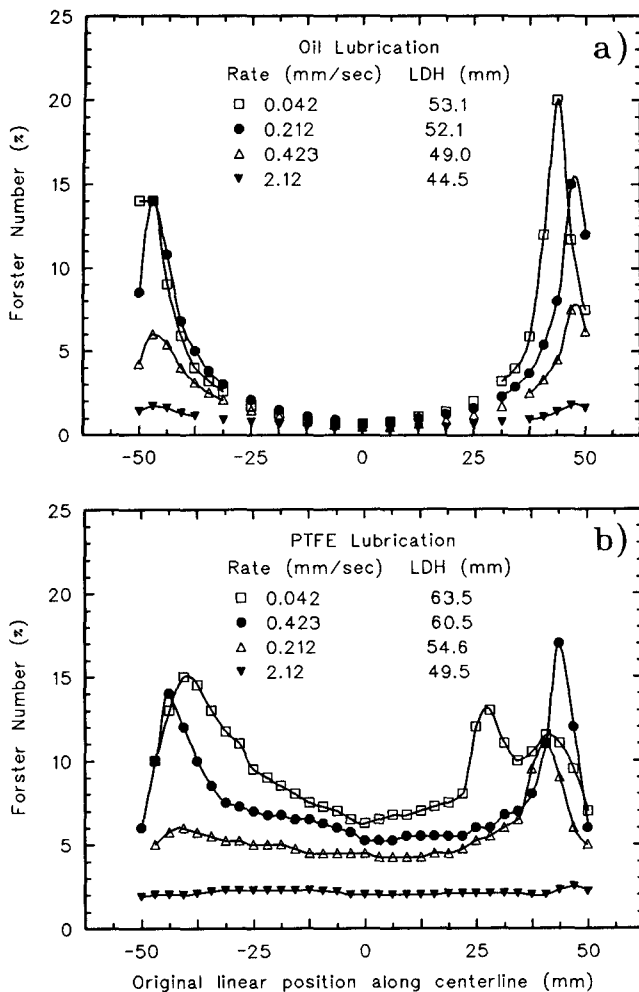 a)
Oil Lubrication
Rate (mm/sec) LDH (mm)
0.042 53.1
0.212 52.1
0.423 49.0
2.12 44.5
Forster Number (%)
25
20
15
10
5
0
-50 -25 0 25 50
b)
PTFE Lubrication
Rate (mm/sec) LDH (mm)
0.042 63.5
0.423 60.5
0.212 54.6
2.12 49.5
Forster Number (%)
25
20
15
10
5
0
-50 -25 0 25 50
Original linear position along centerline (mm)